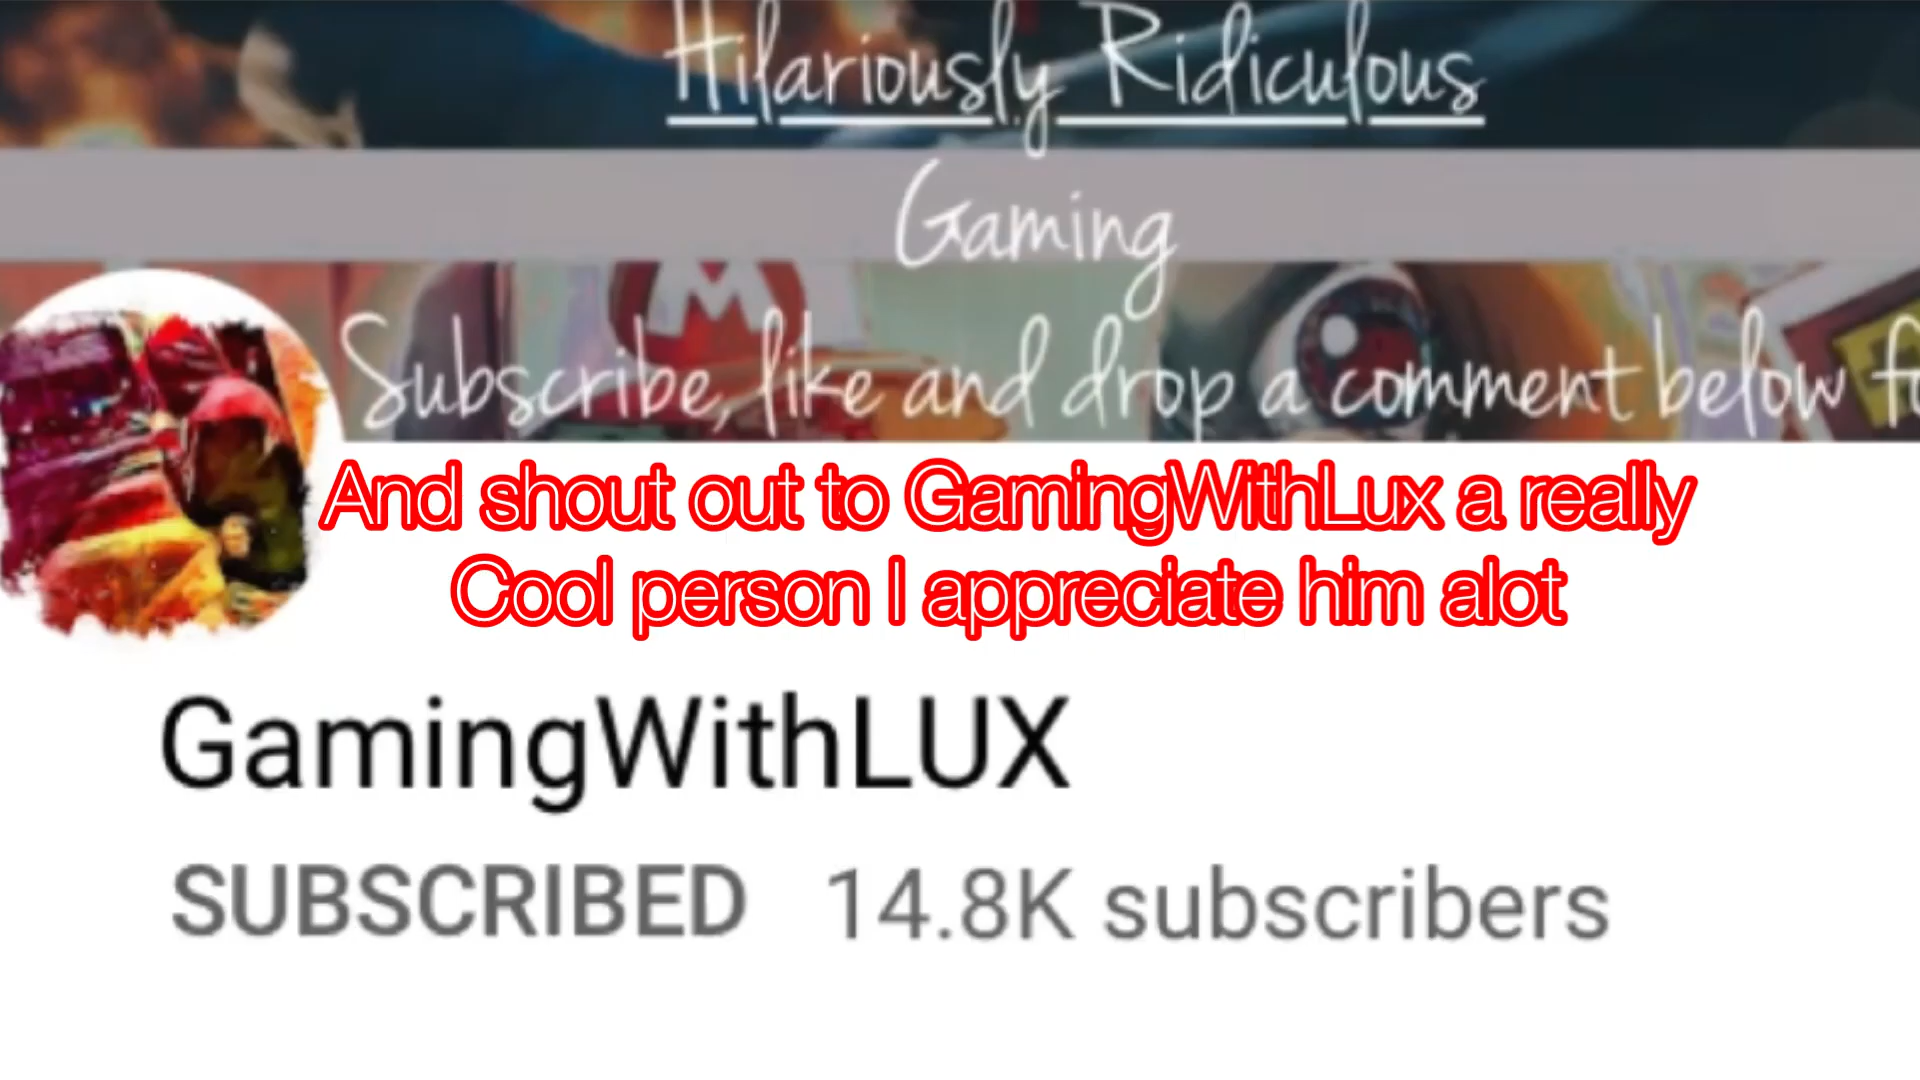 Hilariously Ridiculous
Gaming
M
Subscribe, like and drop a comment below
And shout out to GamingWithLux a really
Cool person I appreciate him alot
GamingWithLUX
SUBSCRIBED 14.8K subscribers